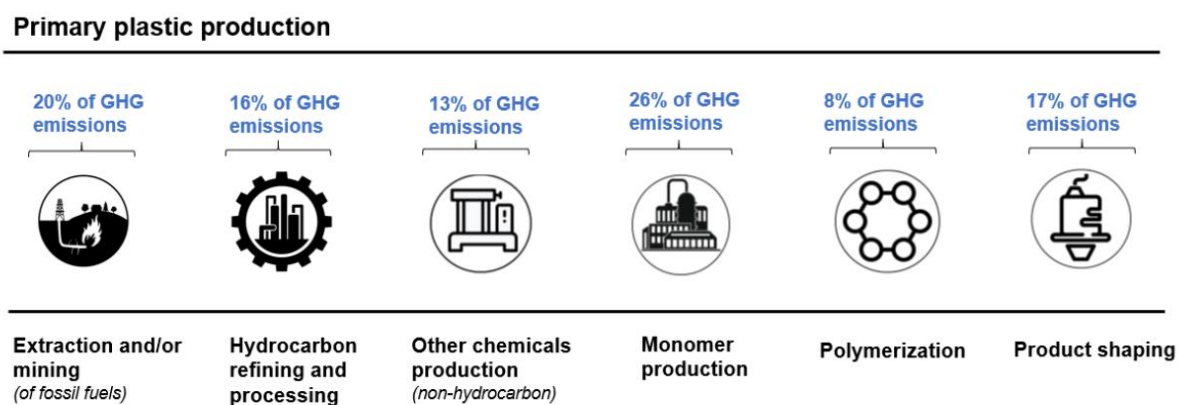 Primary plastic production
20% of GHG
emissions
16% of GHG
emissions
13% of GHG
emissions
26% of GHG
emissions
8% of GHG
emissions
17% of GHG
emissions
Extraction and/or
mining
(of fossil fuels)
Hydrocarbon
refining and
processing
Other chemicals
production
(non-hydrocarbon)
Monomer
production
Polymerization
Product shaping